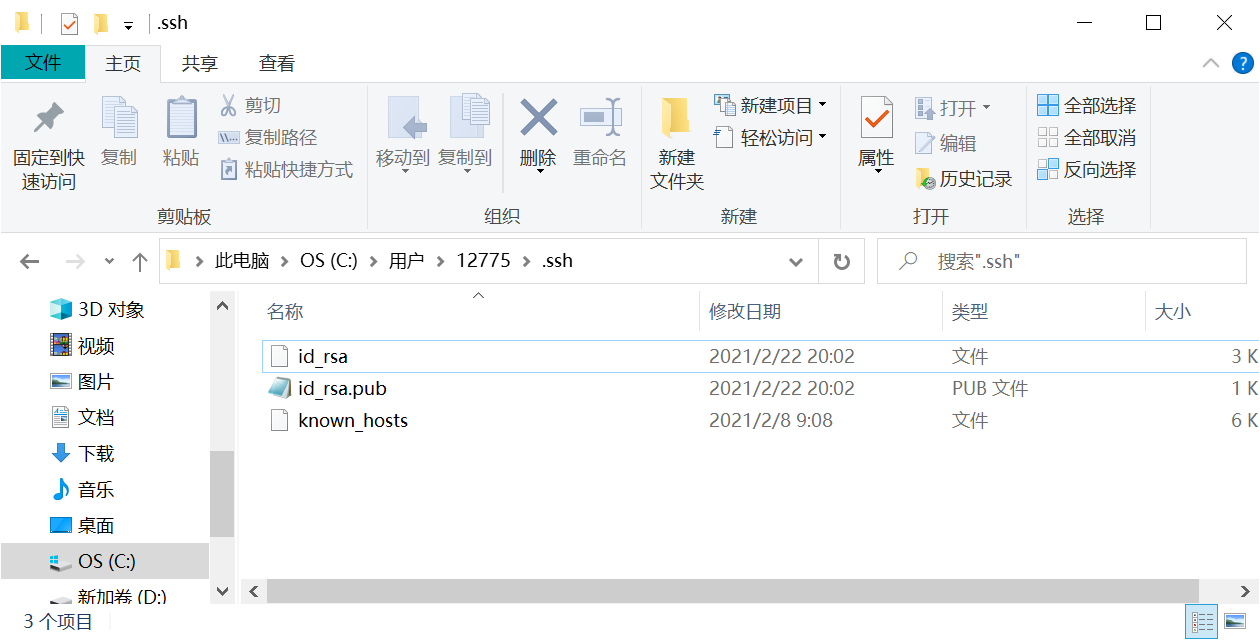 .ssh
文件 主页 共享 查看
固定到快速访问
复制
粘贴
剪切
复制路径
粘贴快捷方式
剪贴板
移动到 复制到 删除 重命名
组织
新建文件夹
新建项目
轻松访问
新建
属性
打开
编辑
历史记录
打开
全部选择
全部取消
反向选择
选择
此电脑 OS (C:) 用户 12775 .ssh
搜索".ssh"
3D 对象
视频
图片
文档
下载
音乐
桌面
OS (C:)
新加卷 (D:)
名称 修改日期 类型 大小
id_rsa 2021/2/22 20:02 文件 3 K
id_rsa.pub 2021/2/22 20:02 PUB 文件 1 K
known_hosts 2021/2/8 9:08 文件 6 K
3 个项目